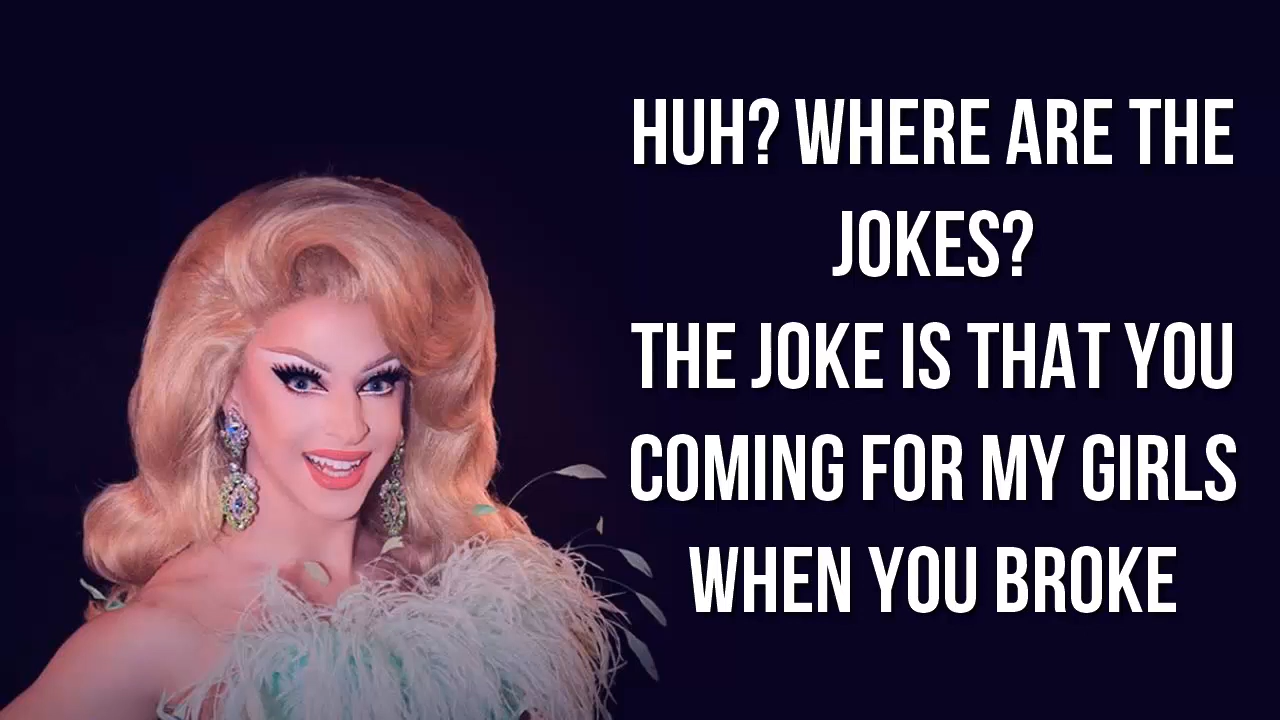 HUH? WHERE ARE THE
JOKES?
THE JOKE IS THAT YOU
COMING FOR MY GIRLS
WHEN YOU BROKE